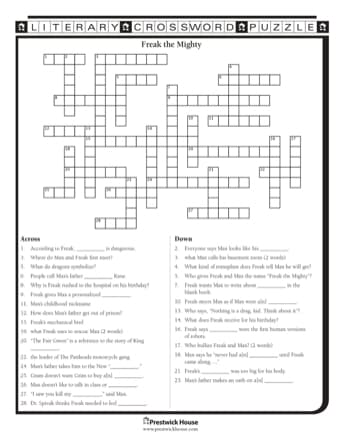 LITERARY CROSSWORD PUZZLE
Freak the Mighty
Across
1. According to Freak, ________ is dangerous.
3. Where do Max and Freak first meet?
5. What do dragons symbolize?
6. People call Max's father ________ Kane.
8. Why is Freak rushed to the hospital on his birthday?
9. Freak gives Max a personalized ________.
11. Max's childhood nickname
12. How does Max's father get out of prison?
15. Freak's mechanical bird
18. what Freak uses to rescue Max (2 words)
20. "The Fair Gwen" is a reference to the story of King
________.
22. the leader of The Panheads motorcycle gang
24. Max's father takes him to the New "________."
25. Gram doesn't want Grim to buy a[n] ________.
26. Max doesn't like to talk in class or ________.
27. "I saw you kill my ________," said Max.
28. Dr. Spivak thinks Freak needed to feel ________.
Down
2. Everyone says Max looks like his ________.
3. what Max calls his basement room (2 words)
4. What kind of transplant does Freak tell Max he will get?
5. Who gives Freak and Max the name "Freak the Mighty"?
7. Freak wants Max to write about ________ in the
blank book.
10. Freak steers Max as if Max were a[n] ________.
13. Who says, "Nothing is a drag, kid. Think about it"?
14. What does Freak receive for his birthday?
16. Freak says ________ were the first human versions
of robots.
17. Who bullies Freak and Max? (2 words)
18. Max says he "never had a[n] ________ until Freak
came along…"
21. Freak's ________ was too big for his body.
23. Max's father makes an oath on a[n] ________.
Prestwick House
www.prestwickhouse.com